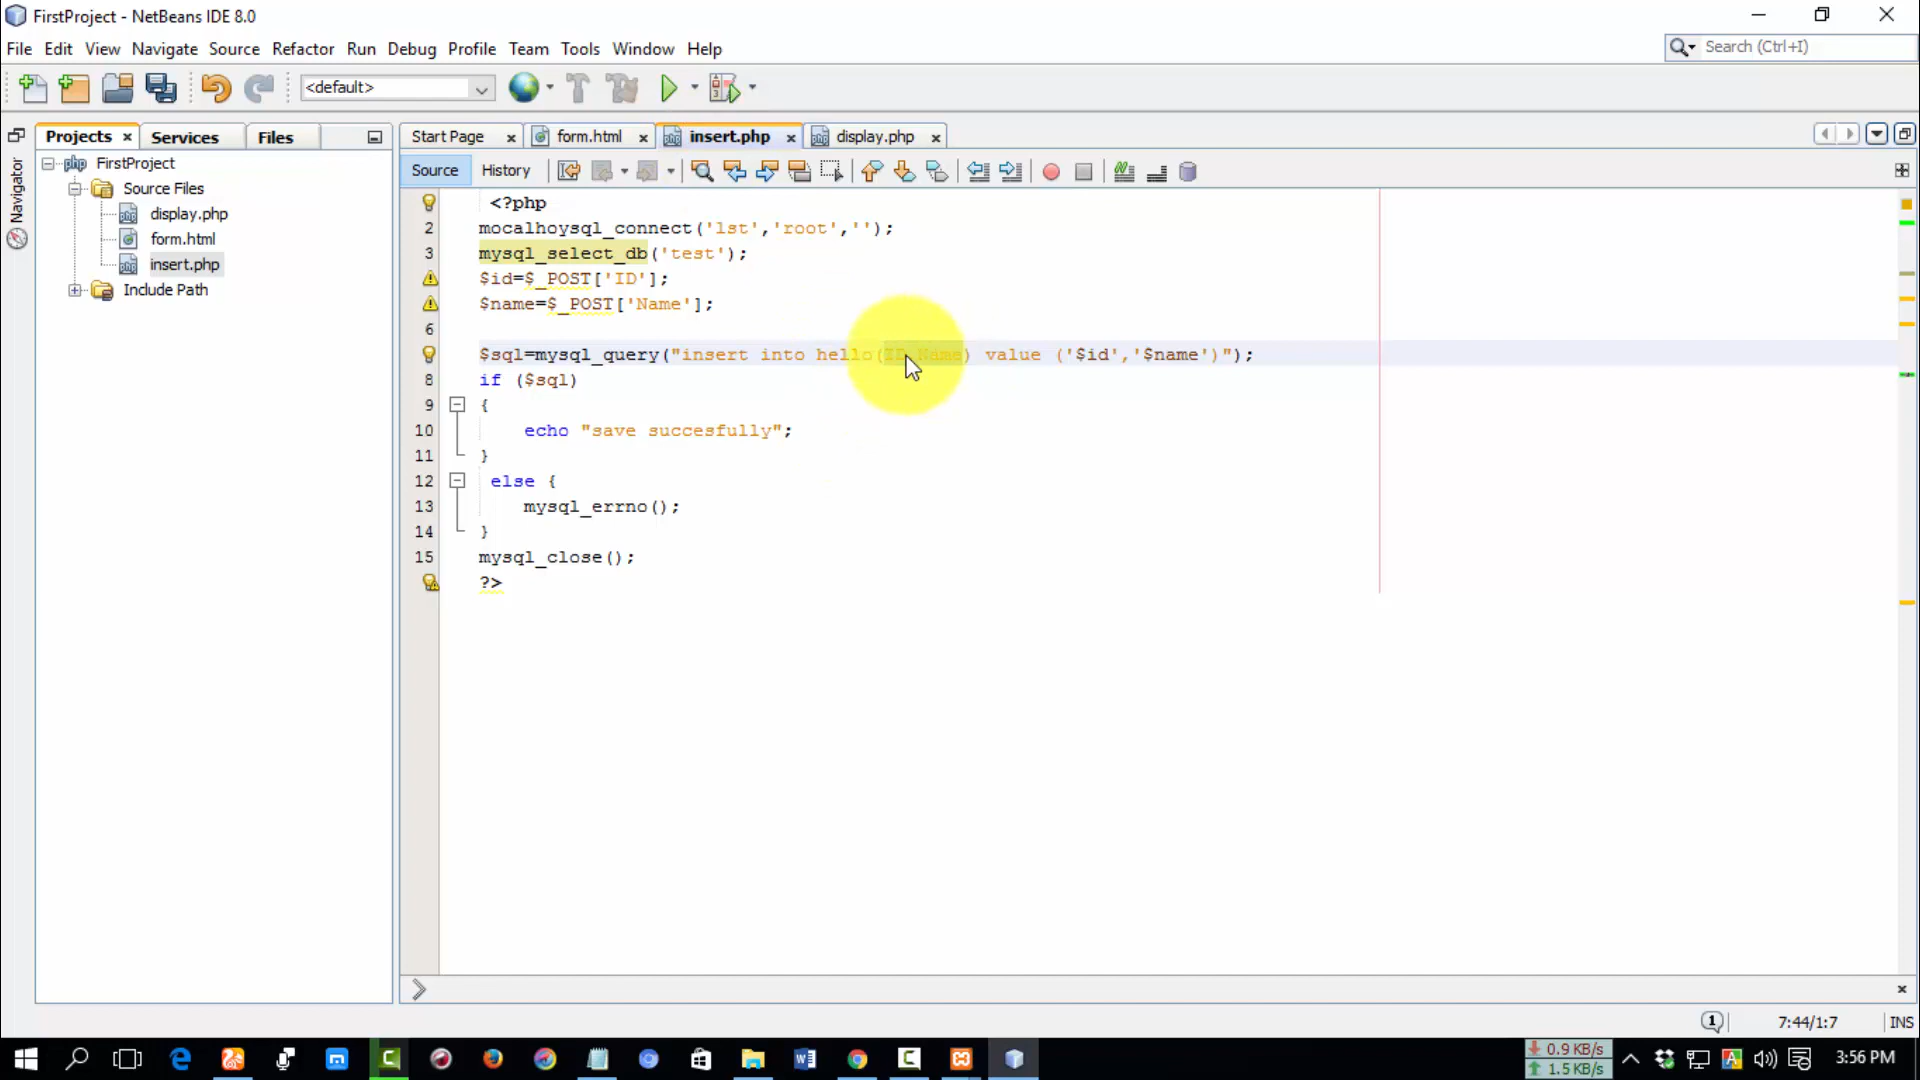 FirstProject - NetBeans IDE 8.0
File Edit View Navigate Source Refactor Run Debug Profile Team Tools Window Help
Search (Ctrl+I)
<default>
Projects Services Files
Start Page form.html insert.php display.php
Navigator
Source History
FirstProject
Source Files
display.php
form.html
insert.php
Include Path
<?php
2 mocalhoysql_connect('lst','root','');
3 mysql_select_db('test');
$id=$_POST['ID'];
$name=$_POST['Name'];
6
$sql=mysql_query("insert into hello(ID,Name) value ('$id','$name')");
8 if ($sql)
9 {
10 echo "save succesfully";
11 }
12 else {
13 mysql_errno();
14 }
15 mysql_close();
?>
1 7:44/1:7 INS
0.9 KB/s
1.5 KB/s
3:56 PM